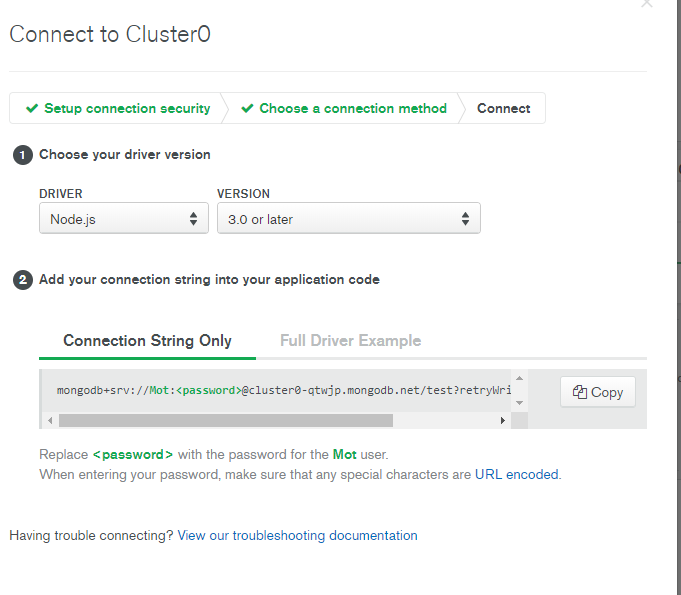 Connect to Cluster0
Setup connection security
Choose a connection method
Connect
1 Choose your driver version
DRIVER
VERSION
Node.js
3.0 or later
2 Add your connection string into your application code
Connection String Only
Full Driver Example
mongodb+srv://Mot:<password>@cluster0-qtwjp.mongodb.net/test?retryWri
Copy
Replace <password> with the password for the Mot user.
When entering your password, make sure that any special characters are URL encoded.
Having trouble connecting? View our troubleshooting documentation